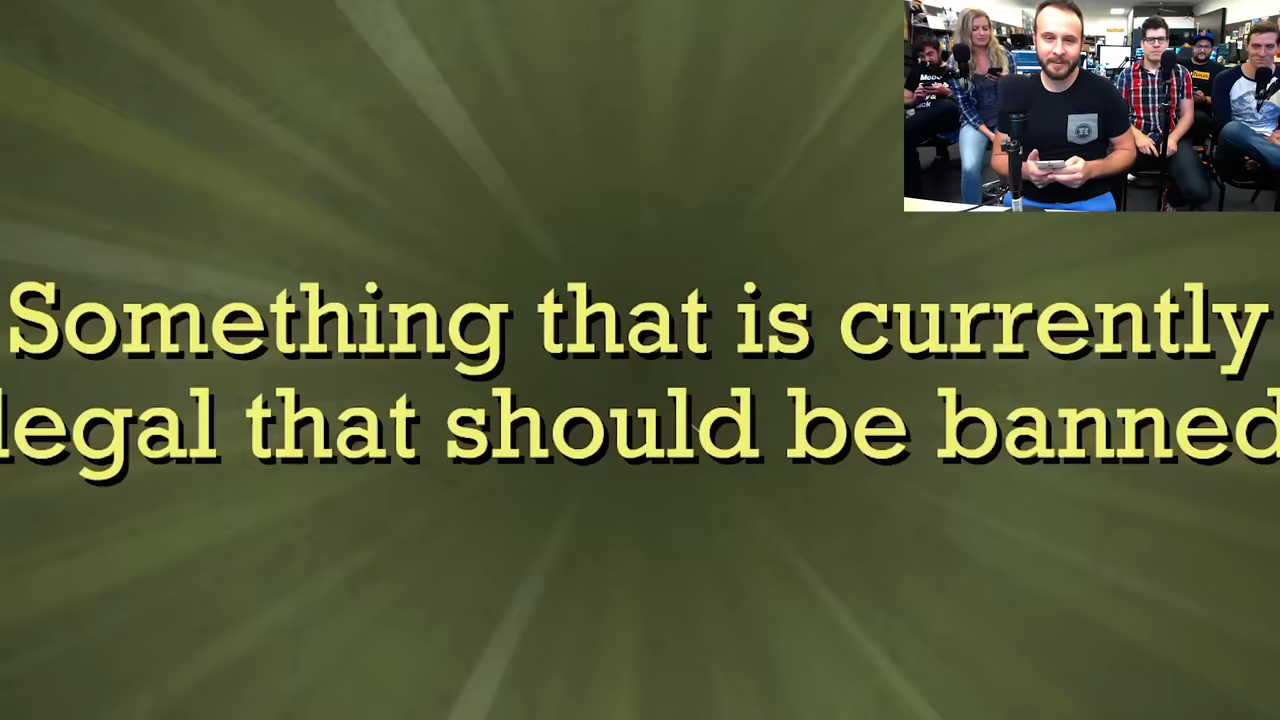 Something that is currently
legal that should be banned